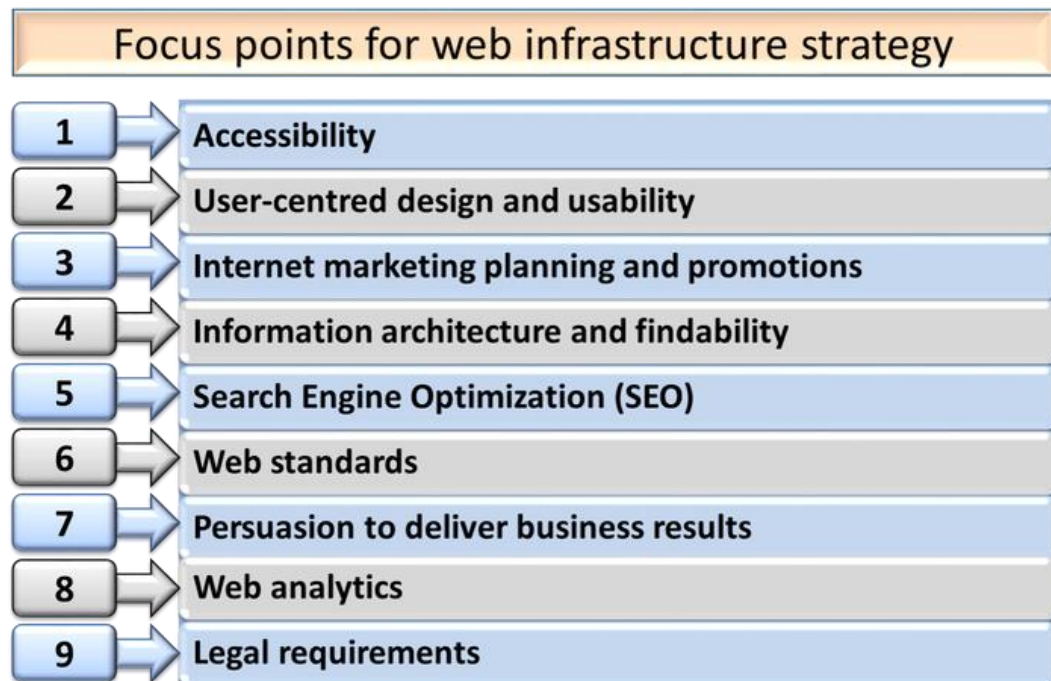 Focus points for web infrastructure strategy
1 Accessibility
2 User-centred design and usability
3 Internet marketing planning and promotions
4 Information architecture and findability
5 Search Engine Optimization (SEO)
6 Web standards
7 Persuasion to deliver business results
8 Web analytics
9 Legal requirements